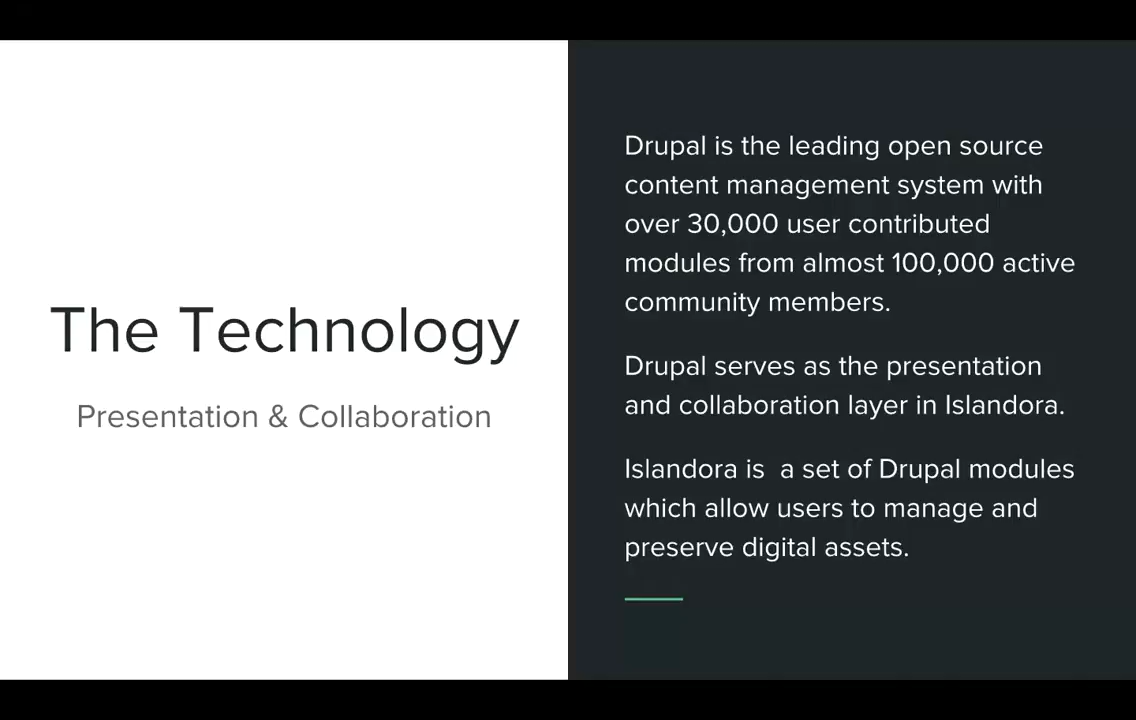 The Technology
Presentation & Collaboration
Drupal is the leading open source
content management system with
over 30,000 user contributed
modules from almost 100,000 active
community members.
Drupal serves as the presentation
and collaboration layer in Islandora.
Islandora is  a set of Drupal modules
which allow users to manage and
preserve digital assets.